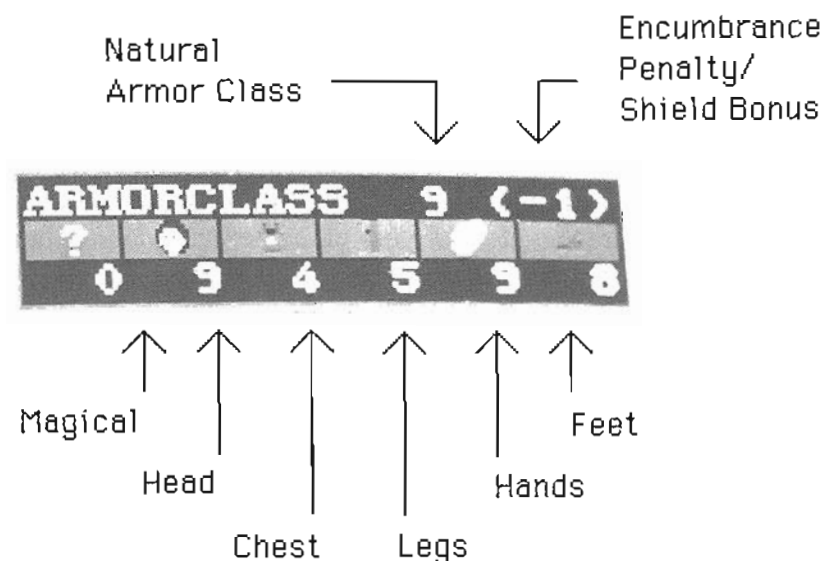 Natural
Armor Class
Encumbrance
Penalty/
Shield Bonus
ARMORCLASS 9 (-1)
?
0 9 4 5 9 8
Magical
Head
Chest
Legs
Hands
Feet